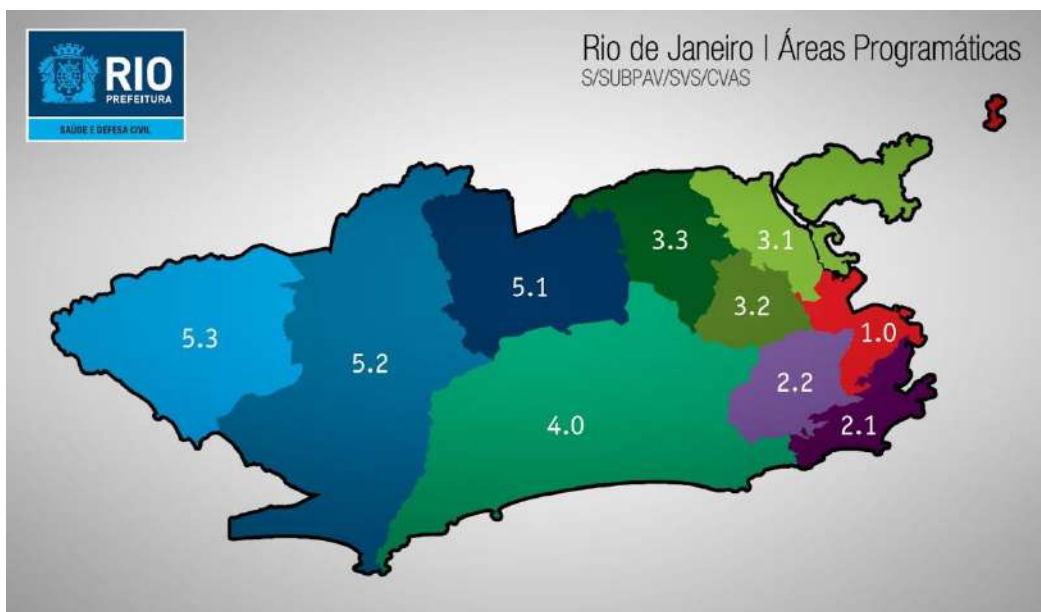 RIO
PREFEITURA
SAÚDE E DEFESA CIVIL
Rio de Janeiro | Áreas Programáticas
S/SUBPAV/SVS/CVAS
3.3
3.1
5.1
3.2
5.3
1.0
5.2
2.2
4.0
2.1